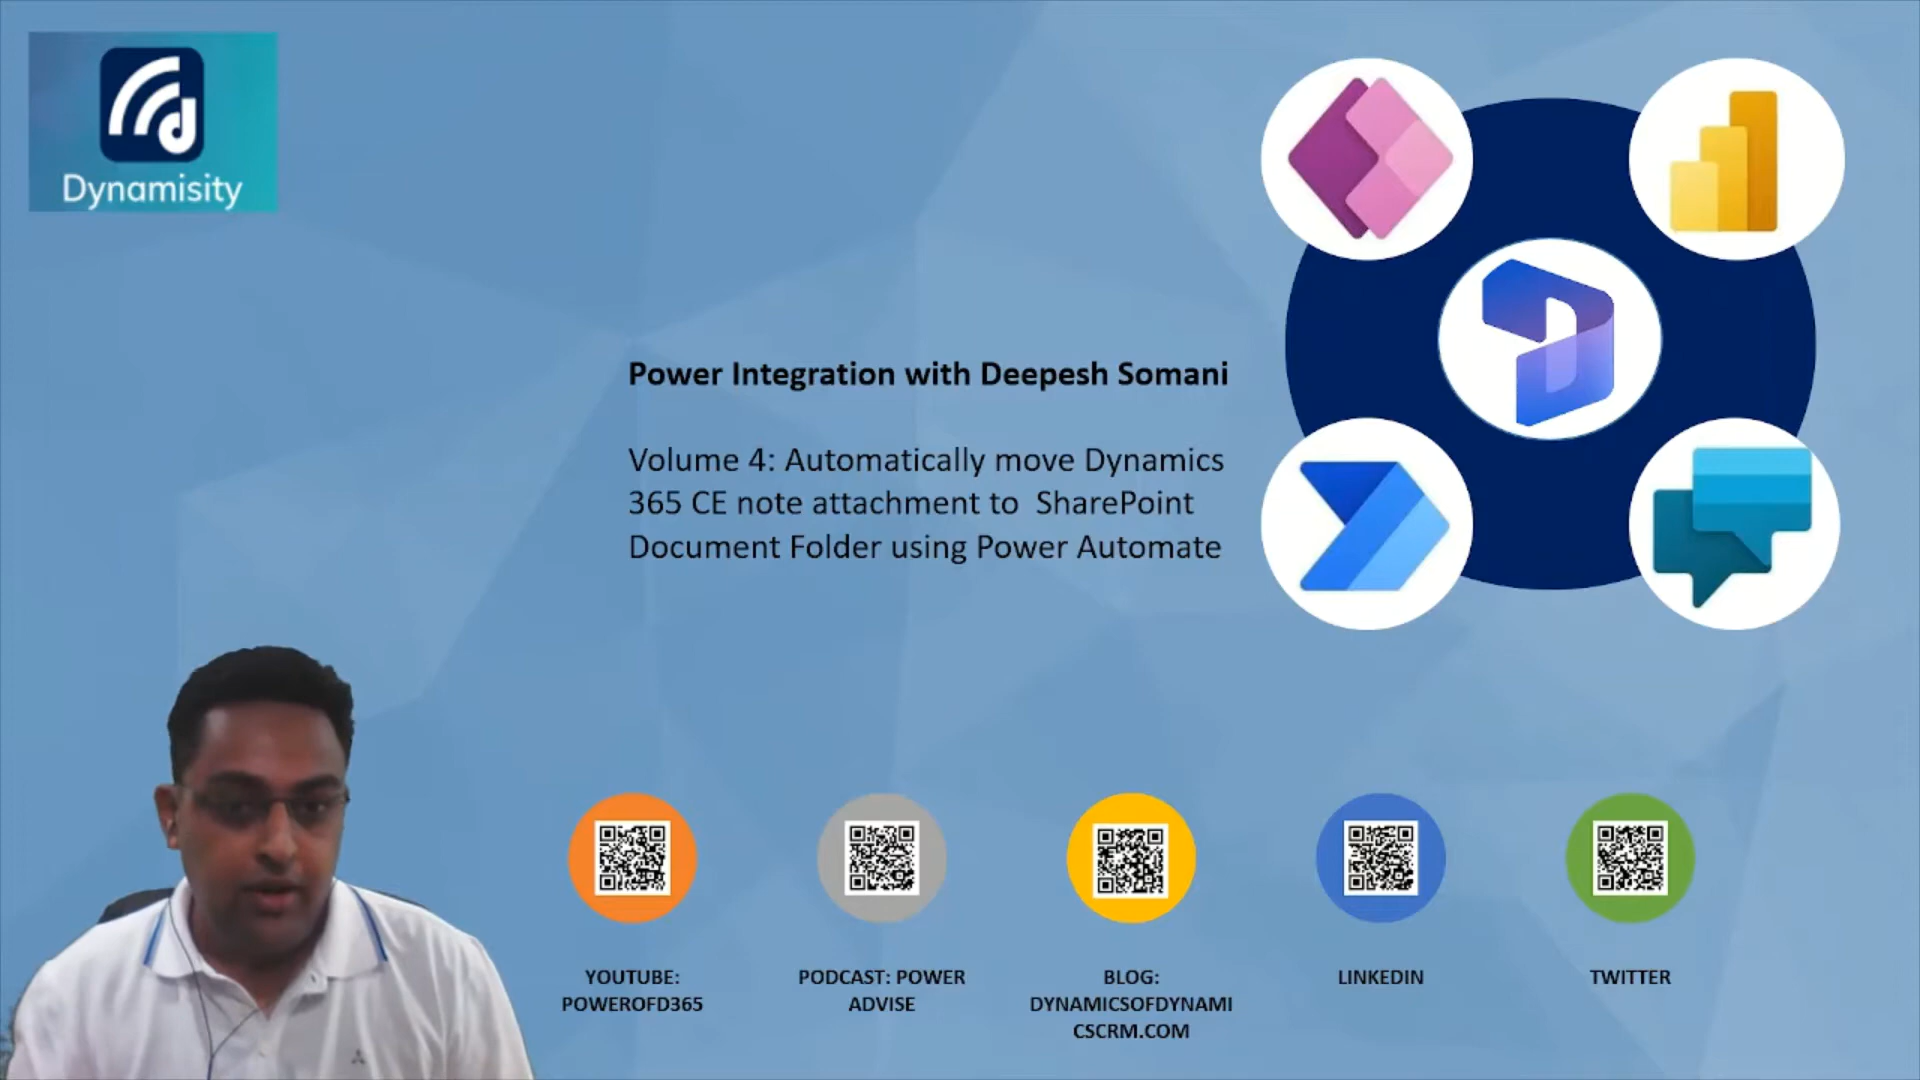 Dynamisity
Power Integration with Deepesh Somani
Volume 4: Automatically move Dynamics
365 CE note attachment to SharePoint
Document Folder using Power Automate
YOUTUBE:
POWEROFD365
PODCAST: POWER
ADVISE
BLOG:
DYNAMICSOFDYNAMI
CSCRM.COM
LINKEDIN
TWITTER